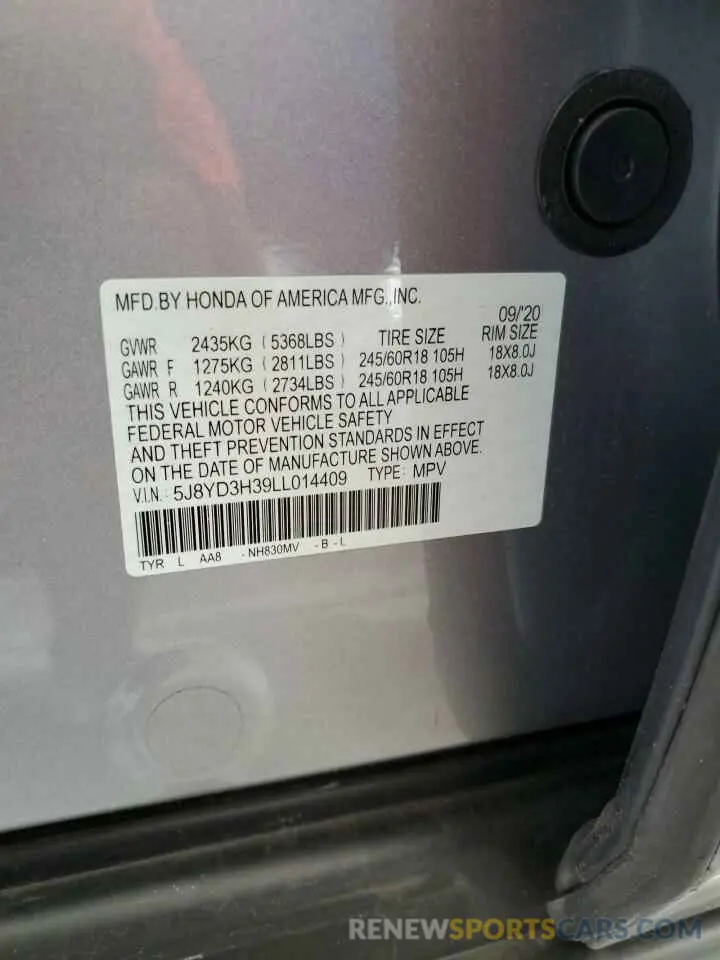 MFD.BY HONDA OF AMERICA MFG.,INC.
09/'20
GVWR 2435KG (5368LBS) TIRE SIZE RIM SIZE
GAWR F 1275KG (2811LBS) 245/60R18 105H 18X8.0J
GAWR R 1240KG (2734LBS) 245/60R18 105H 18X8.0J
THIS VEHICLE CONFORMS TO ALL APPLICABLE
FEDERAL MOTOR VEHICLE SAFETY
AND THEFT PREVENTION STANDARDS IN EFFECT
ON THE DATE OF MANUFACTURE SHOWN ABOVE.
V.I.N.: 5J8YD3H39LL014409 TYPE: MPV
TYR L AA8 -NH830MV -B-L
RENEWSPORTSCARS.COM